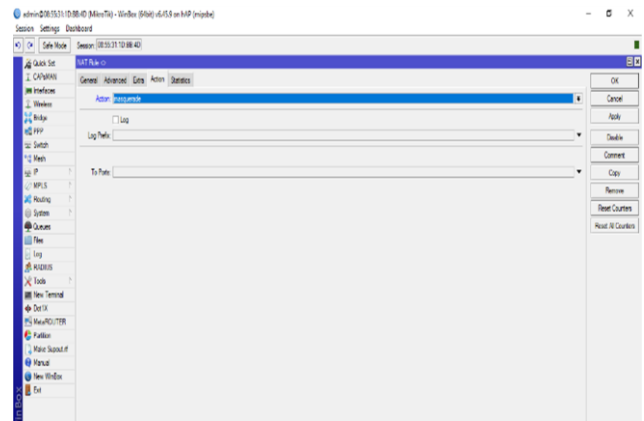 admin@08:55:31:1D:8B:4D (MikroTik) - WinBox (64bit) v6.45.9 on hAP (mipsbe)
Session Settings Dashboard
Safe Mode Session: 08:55:31:1D:8B:4D
NAT Rule <>
Quick Set
CAPsMAN
Interfaces
Wireless
Bridge
PPP
Switch
Mesh
IP
MPLS
Routing
System
Queues
Files
Log
RADIUS
Tools
New Terminal
Dot1X
MetaROUTER
Partition
Make Supout.rif
Manual
New WinBox
Exit
General Advanced Extra Action Statistics
Action: masquerade
Log
Log Prefix:
To Ports:
OK
Cancel
Apply
Disable
Comment
Copy
Remove
Reset Counters
Reset All Counters
inBox